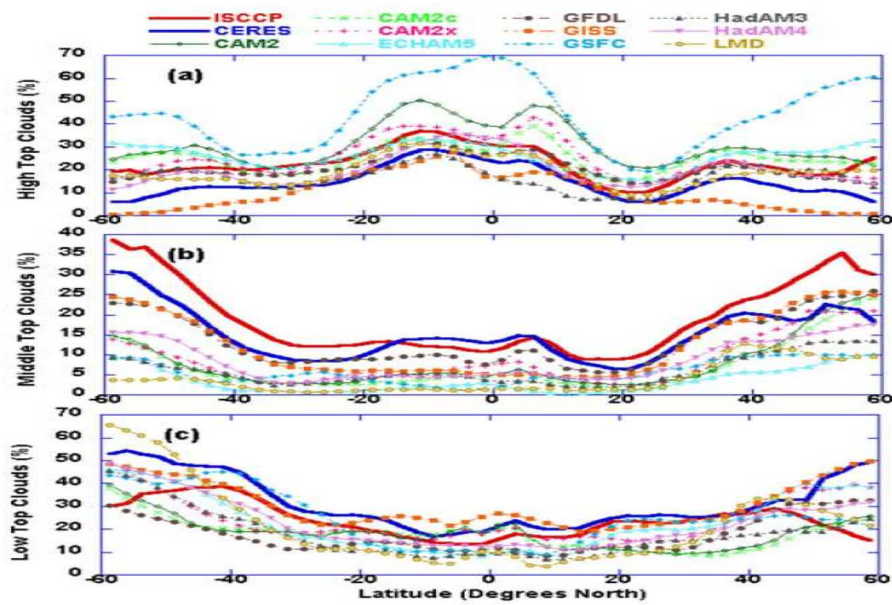 ISCCP CAM2c GFDL HadAM3
CERES CAM2x GISS HadAM4
CAM2 ECHAM5 GSFC LMD
70
(a)
60
50
40
30
20
10
0
High Top Clouds (%)
-60 -40 -20 0 20 40 60
40
(b)
35
30
25
20
15
10
5
0
Middle Top Clouds (%)
-60 -40 -20 0 20 40 60
70
(c)
60
50
40
30
20
10
0
Low Top Clouds (%)
-60 -40 -20 0 20 40 60
Latitude (Degrees North)